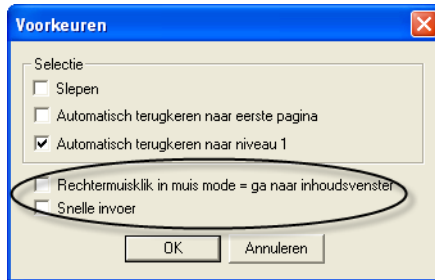 Voorkeuren
Selectie
Slepen
Automatisch terugkeren naar eerste pagina
Automatisch terugkeren naar niveau 1
Rechtermuisklik in muis mode = ga naar inhoudsvenster
Snelle invoer
OK Annuleren